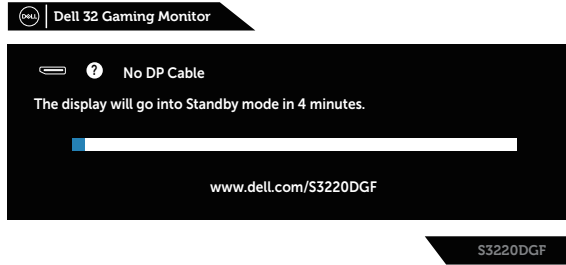 DELL
Dell 32 Gaming Monitor
?
No DP Cable
The display will go into Standby mode in 4 minutes.
www.dell.com/S3220DGF
S3220DGF